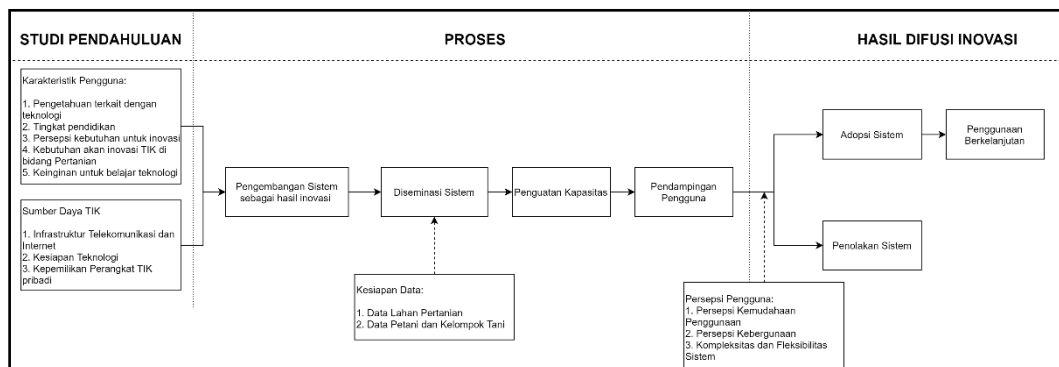 STUDI PENDAHULUAN
PROSES
HASIL DIFUSI INOVASI
Karakteristik Pengguna:
1. Pengetahuan terkait dengan
teknologi
2. Tingkat pendidikan
3. Persepsi kebutuhan untuk inovasi
4. Kebutuhan akan inovasi TIK di
bidang Pertanian
5. Keinginan untuk belajar teknologi
Sumber Daya TIK
1. Infrastruktur Telekomunikasi dan
Internet
2. Kesiapan Teknologi
3. Kepemilikan Perangkat TIK
pribadi
Pengembangan Sistem
sebagai hasil inovasi
Diseminasi Sistem
Penguatan Kapasitas
Pendampingan
Pengguna
Kesiapan Data:
1. Data Lahan Pertanian
2. Data Petani dan Kelompok Tani
Persepsi Pengguna:
1. Persepsi Kemudahaan
Penggunaan
2. Persepsi Kebergunaan
3. Kompleksitas dan Fleksibilitas
Sistem
Adopsi Sistem
Penggunaan
Berkelanjutan
Penolakan Sistem